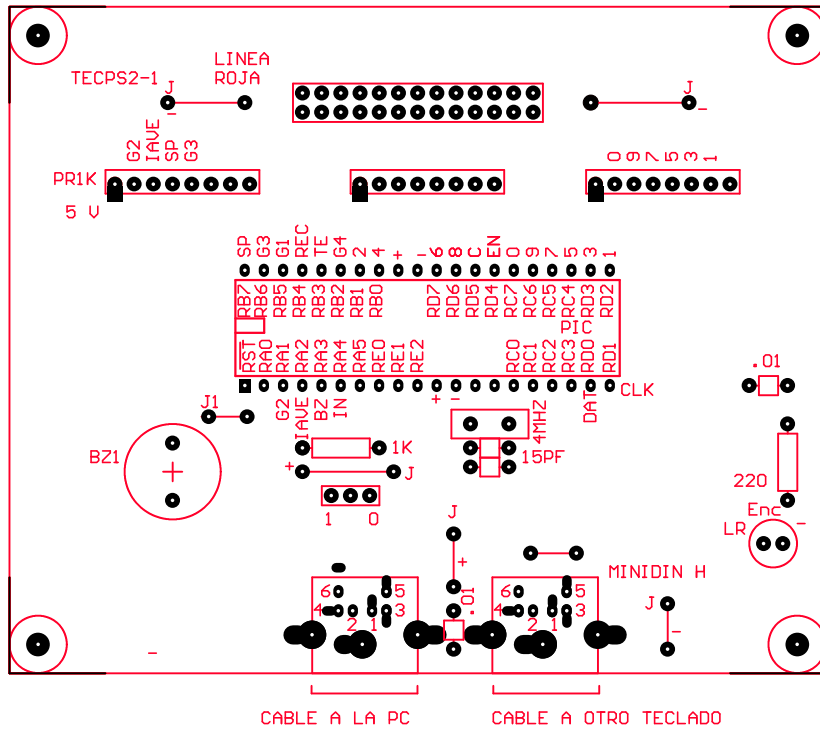 LINEA
ROJA
TECPS2-1
J
J
-
-
G2
IAVE
SP
G3
0
9
7
5
3
1
PR1K
5 V
SP
G3
G1
REC
TE
G4
2
4
+
-
6
8
C
EN
0
9
7
5
3
1
RB7
RB6
RB5
RB4
RB3
RB2
RB1
RB0
RD7
RD6
RD5
RD4
RC7
RC6
RC5
RC4
RD3
RD2
PIC
RST
RA0
RA1
RA2
RA3
RA4
RA5
RE0
RE1
RE2
RC0
RC1
RC2
RC3
RD0
RD1
CLK
.01
G2
IAVE
BZ
IN
+
-
DAT
J1
4MHZ
1K
15PF
BZ1
+
J
220
1
0
Enc
LR
-
J
+
MINIDIN H
6
5
4
3
2
1
.01
6
5
4
3
2
1
J
-
-
CABLE A LA PC
CABLE A OTRO TECLADO